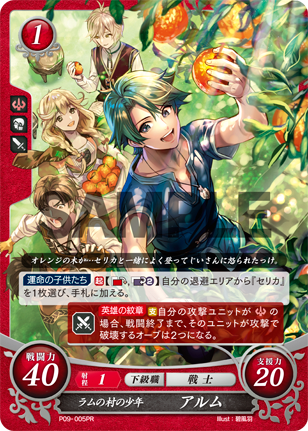 1
SAMPLE
オレンジの木か…セリカと一緒によく登ってじいさんに怒られたっけ。
運命の子供たち 起 2 自分の退避エリアから『セリカ』
を1枚選び、手札に加える。
英雄の紋章 支 自分の攻撃ユニットが
の場合、戦闘終了まで、そのユニットが攻撃で
破壊するオーブは2つになる。
戦闘力
40
射程 1 下級職 戦士
支援力
20
ラムの村の少年 アルム
P09-005PR
Illust:碧風羽